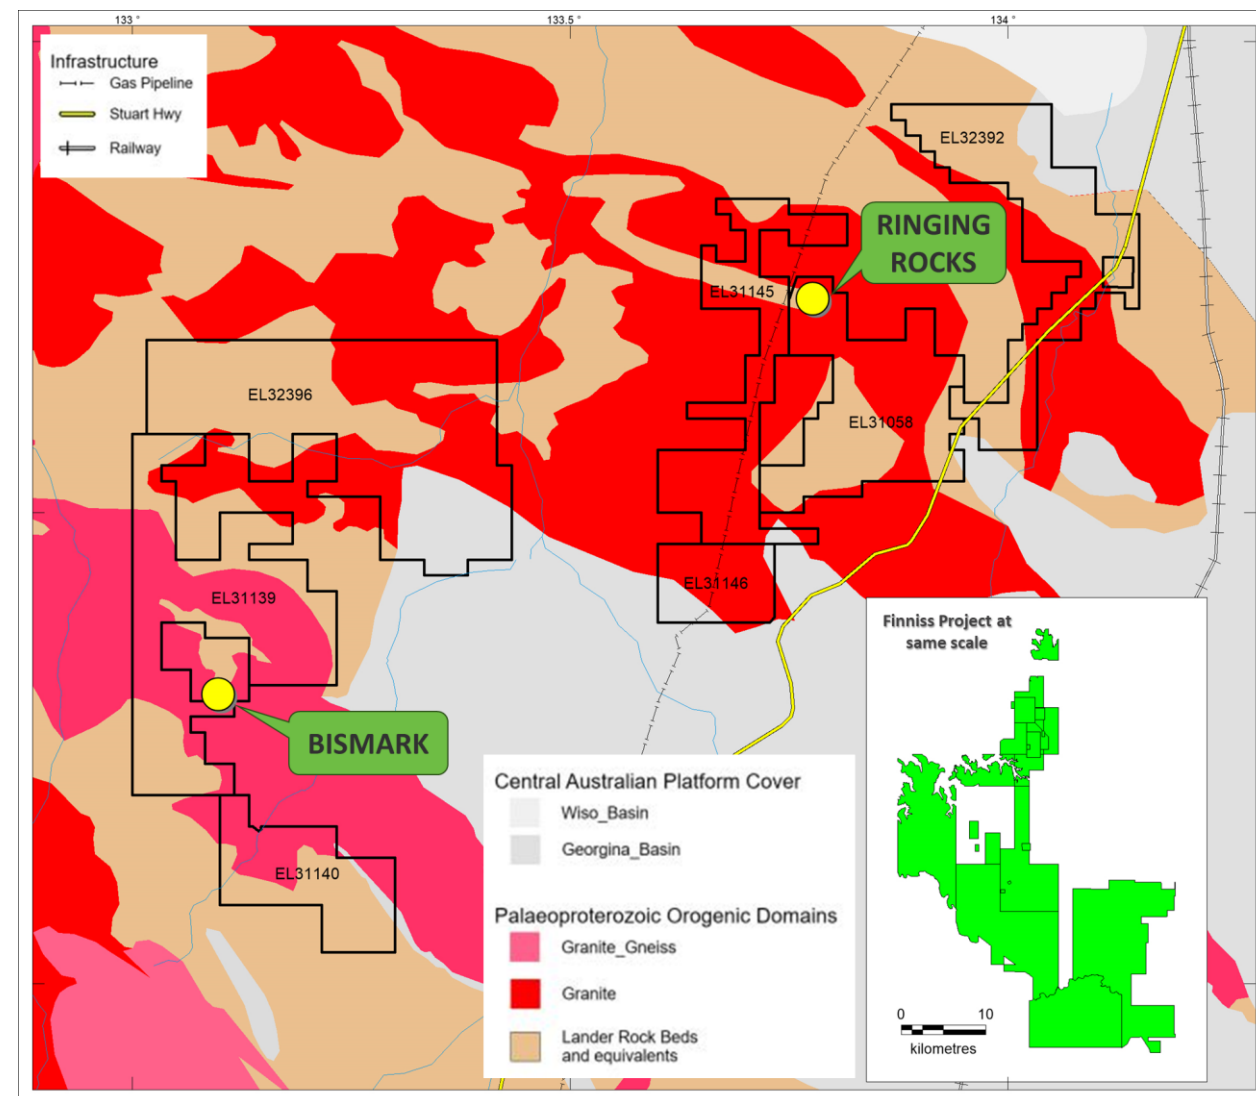 133 °
133.5 °
134 °
Infrastructure
Gas Pipeline
Stuart Hwy
Railway
EL32392
RINGING
ROCKS
EL31145
EL32396
EL31058
EL31146
EL31139
BISMARK
EL31140
Central Australian Platform Cover
Wiso_Basin
Georgina_Basin
Palaeoproterozoic Orogenic Domains
Granite_Gneiss
Granite
Lander Rock Beds
and equivalents
Finniss Project at
same scale
0 10
kilometres